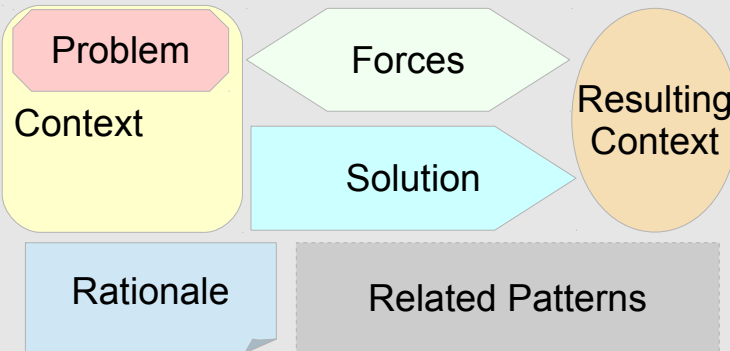 Problem
Forces
Context
Resulting
Context
Solution
Rationale
Related Patterns